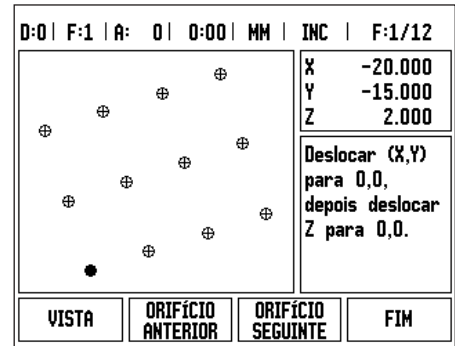 D:0| F:1 | A: 0| 0:00| MM | INC | F:1/12
X -20.000
Y -15.000
Z 2.000
Deslocar (X,Y)
para 0,0,
depois deslocar
Z para 0,0.
VISTA
ORIFíCIO
ANTERIOR
ORIFíCIO
SEGUINTE
FIM